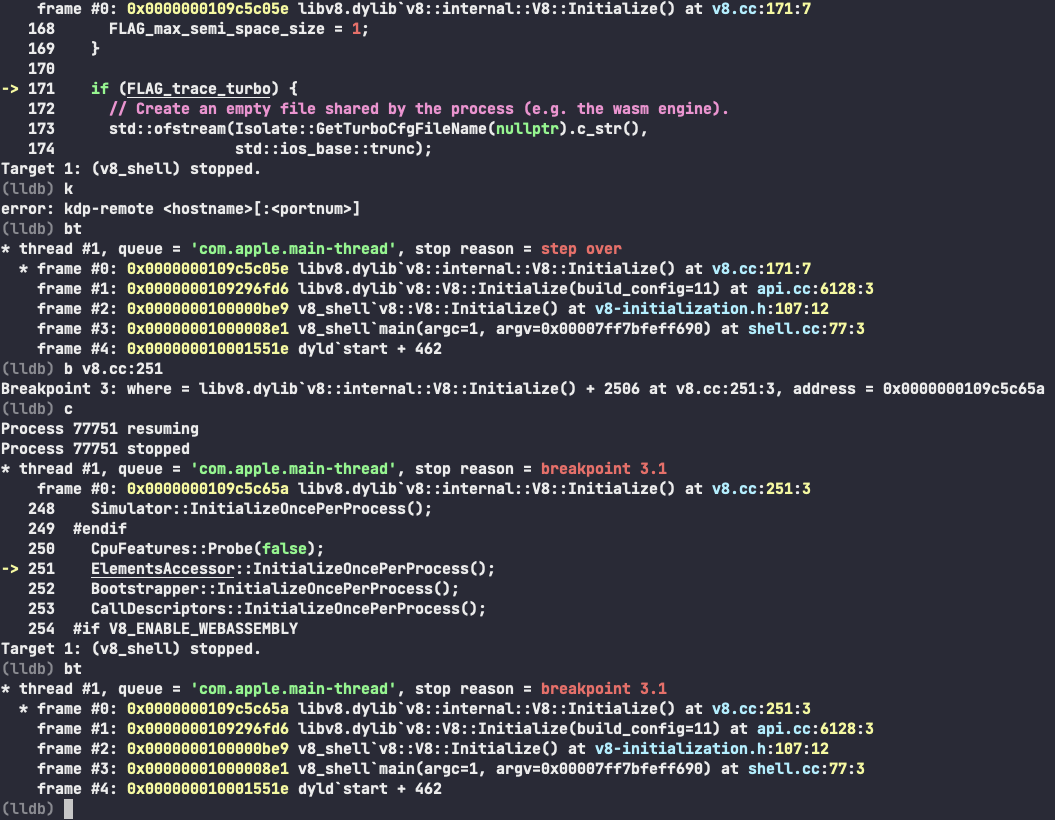 frame #0: 0x0000000109c5c05e libv8.dylib`v8::internal::V8::Initialize() at v8.cc:171:7
168      FLAG_max_semi_space_size = 1;
169    }
170
-> 171    if (FLAG_trace_turbo) {
172      // Create an empty file shared by the process (e.g. the wasm engine).
173      std::ofstream(Isolate::GetTurboCfgFileName(nullptr).c_str(),
174                    std::ios_base::trunc);
Target 1: (v8_shell) stopped.
(lldb) k
error: kdp-remote <hostname>[:<portnum>]
(lldb) bt
* thread #1, queue = 'com.apple.main-thread', stop reason = step over
  * frame #0: 0x0000000109c5c05e libv8.dylib`v8::internal::V8::Initialize() at v8.cc:171:7
    frame #1: 0x0000000109296fd6 libv8.dylib`v8::V8::Initialize(build_config=11) at api.cc:6128:3
    frame #2: 0x0000000100000be9 v8_shell`v8::V8::Initialize() at v8-initialization.h:107:12
    frame #3: 0x00000001000008e1 v8_shell`main(argc=1, argv=0x00007ff7bfeff690) at shell.cc:77:3
    frame #4: 0x000000010001551e dyld`start + 462
(lldb) b v8.cc:251
Breakpoint 3: where = libv8.dylib`v8::internal::V8::Initialize() + 2506 at v8.cc:251:3, address = 0x0000000109c5c65a
(lldb) c
Process 77751 resuming
Process 77751 stopped
* thread #1, queue = 'com.apple.main-thread', stop reason = breakpoint 3.1
    frame #0: 0x0000000109c5c65a libv8.dylib`v8::internal::V8::Initialize() at v8.cc:251:3
   248    Simulator::InitializeOncePerProcess();
   249  #endif
   250    CpuFeatures::Probe(false);
-> 251    ElementsAccessor::InitializeOncePerProcess();
   252    Bootstrapper::InitializeOncePerProcess();
   253    CallDescriptors::InitializeOncePerProcess();
   254  #if V8_ENABLE_WEBASSEMBLY
Target 1: (v8_shell) stopped.
(lldb) bt
* thread #1, queue = 'com.apple.main-thread', stop reason = breakpoint 3.1
  * frame #0: 0x0000000109c5c65a libv8.dylib`v8::internal::V8::Initialize() at v8.cc:251:3
    frame #1: 0x0000000109296fd6 libv8.dylib`v8::V8::Initialize(build_config=11) at api.cc:6128:3
    frame #2: 0x0000000100000be9 v8_shell`v8::V8::Initialize() at v8-initialization.h:107:12
    frame #3: 0x00000001000008e1 v8_shell`main(argc=1, argv=0x00007ff7bfeff690) at shell.cc:77:3
    frame #4: 0x000000010001551e dyld`start + 462
(lldb)